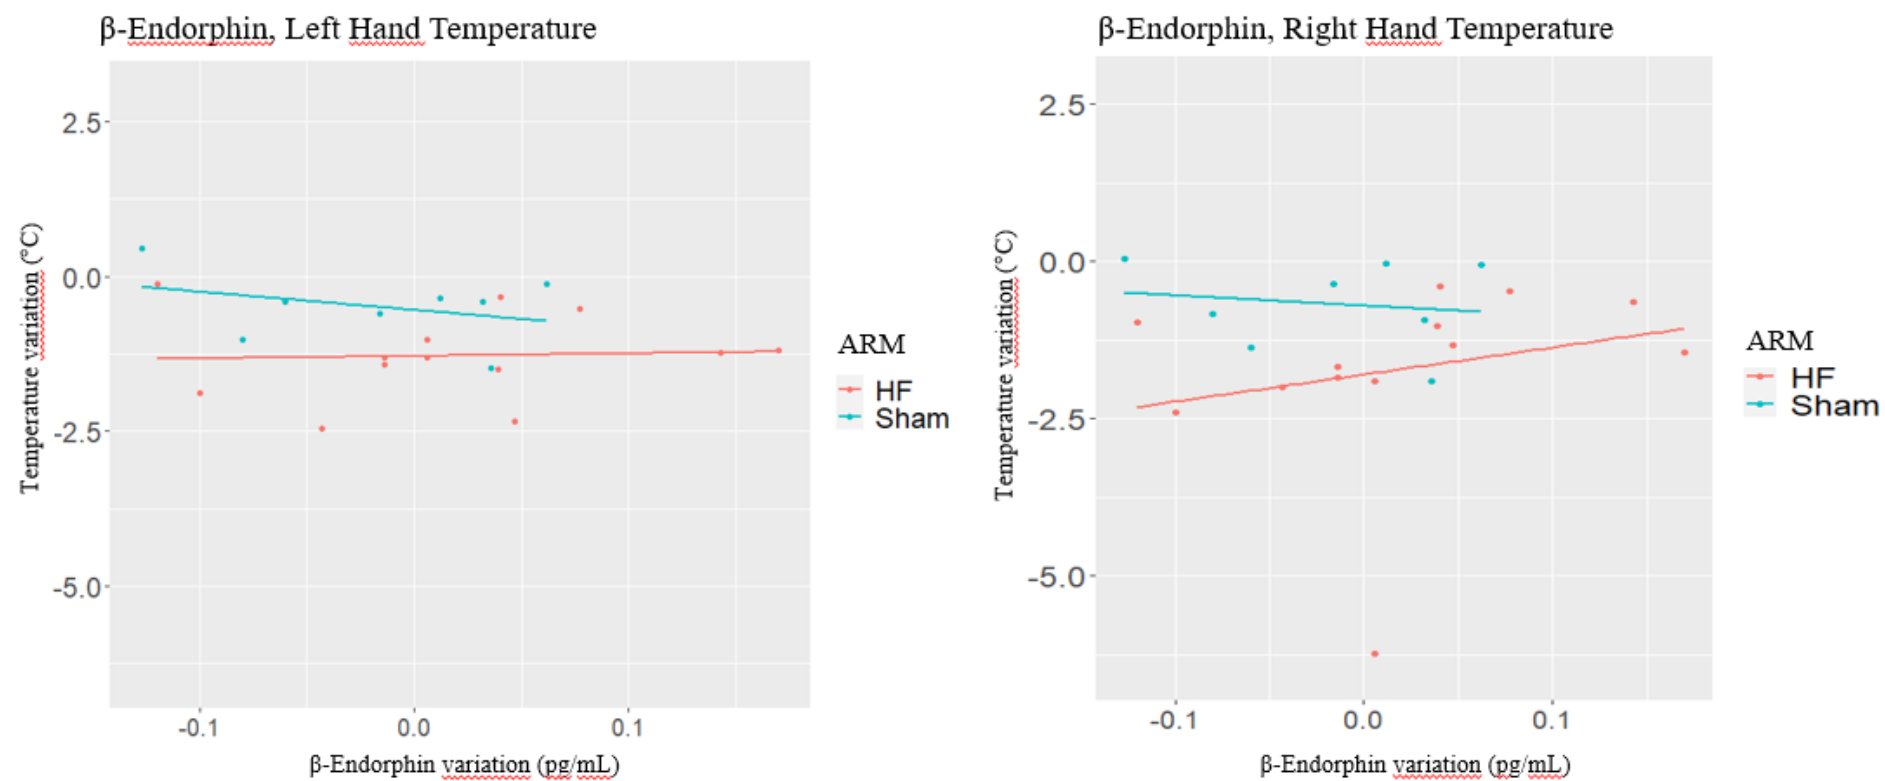 β-Endorphin, Left Hand Temperature
2.5
0.0
-2.5
-5.0
Temperature variation (°C)
-0.1
0.0
0.1
β-Endorphin variation (pg/mL)
ARM
HF
Sham
β-Endorphin, Right Hand Temperature
2.5
0.0
-2.5
-5.0
Temperature variation (°C)
-0.1
0.0
0.1
β-Endorphin variation (pg/mL)
ARM
HF
Sham